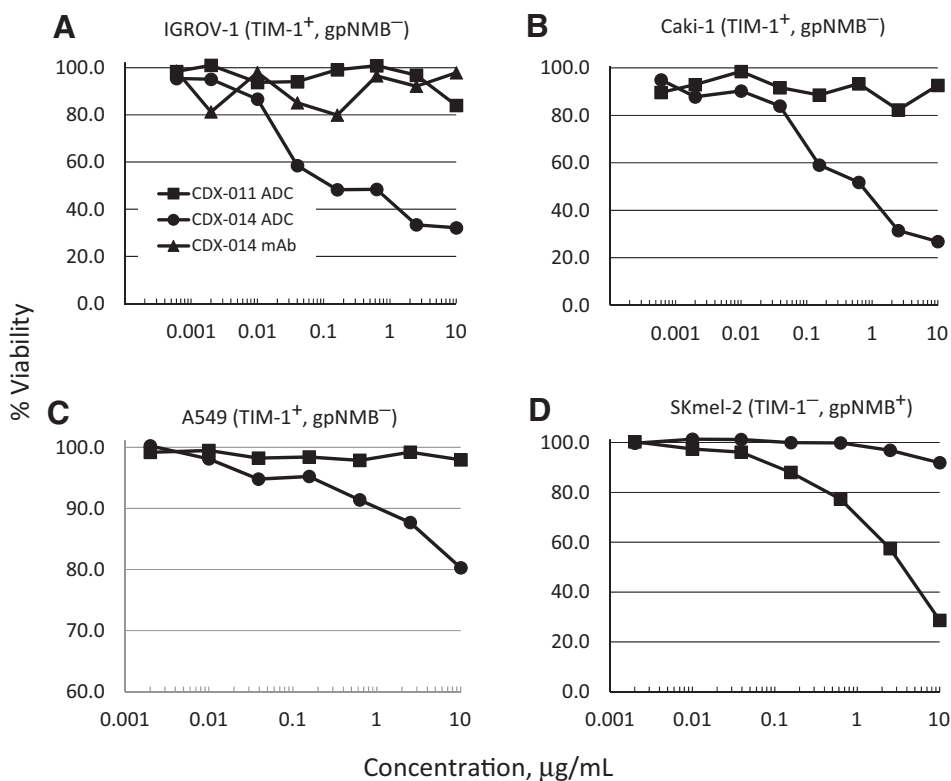 A
IGROV-1 (TIM-1+, gpNMB−)
100.0
80.0
60.0
40.0
20.0
0.0
CDX-011 ADC
CDX-014 ADC
CDX-014 mAb
0.001 0.01 0.1 1 10
B
Caki-1 (TIM-1+, gpNMB−)
100.0
80.0
60.0
40.0
20.0
0.0
0.001 0.01 0.1 1 10
% Viability
C
A549 (TIM-1+, gpNMB−)
100.0
90.0
80.0
70.0
60.0
0.001 0.01 0.1 1 10
D
SKmel-2 (TIM-1−, gpNMB+)
100.0
80.0
60.0
40.0
20.0
0.0
0.001 0.01 0.1 1 10
Concentration, μg/mL